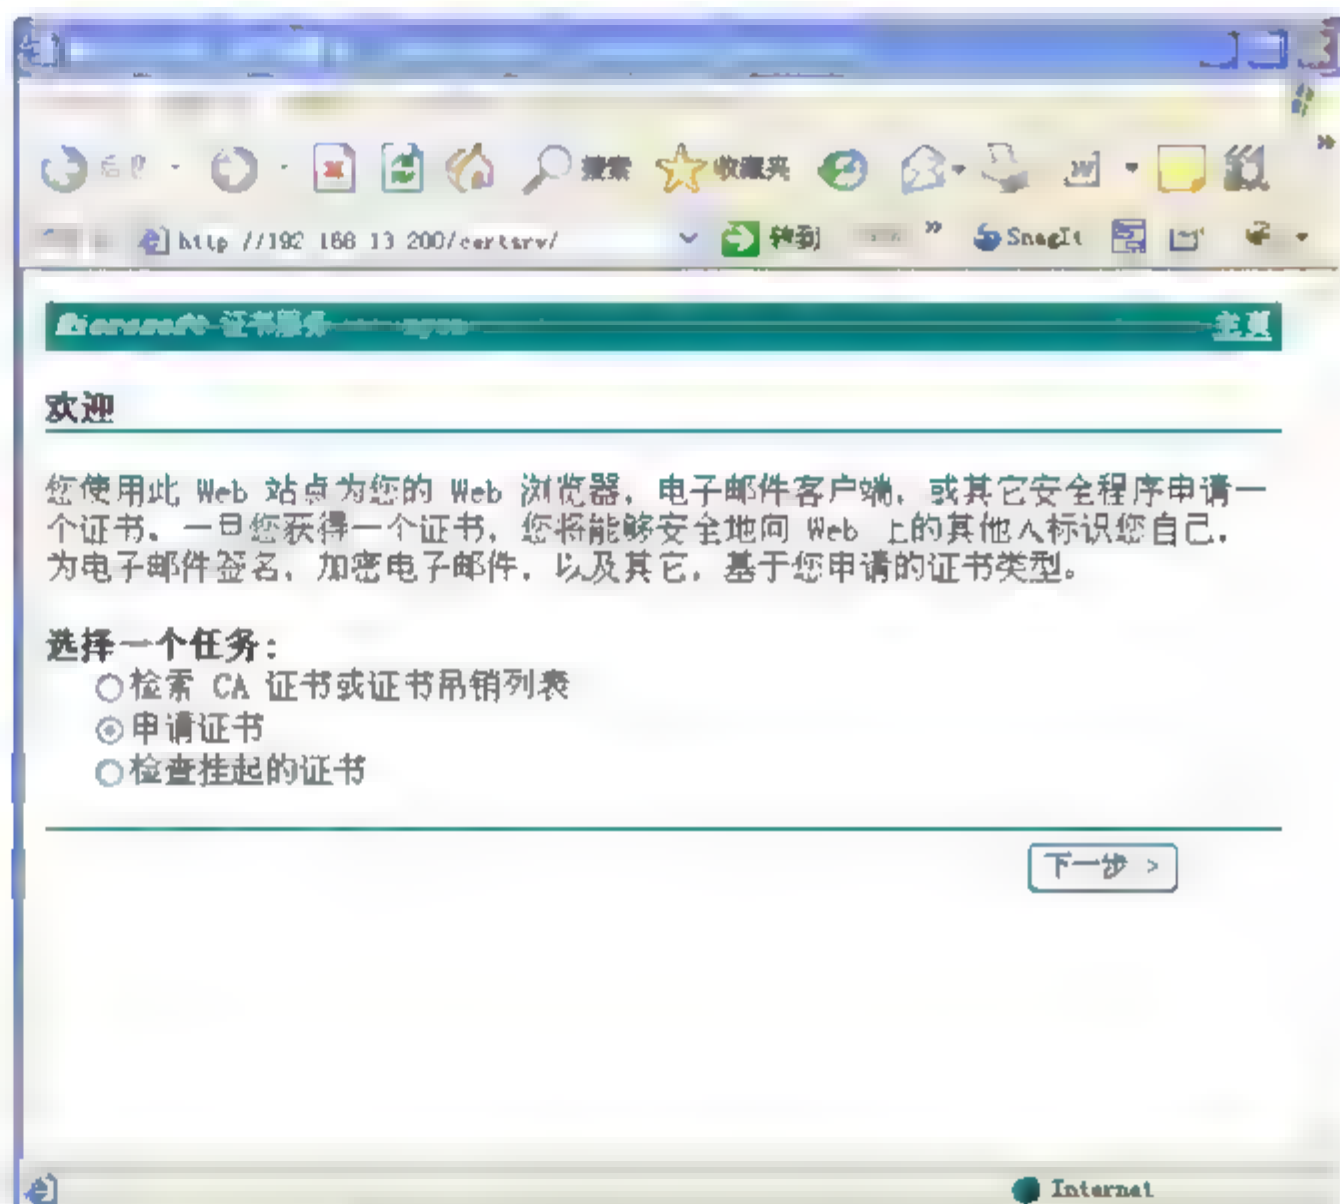 搜索 收藏夹
http //192 168 13 200/certsrv/ 转到 » SnagIt
Microsoft 证书服务 主页
欢迎
您使用此 Web 站点为您的 Web 浏览器，电子邮件客户端，或其它安全程序申请一
个证书。一旦您获得一个证书，您将能够安全地向 Web 上的其他人标识您自己，
为电子邮件签名，加密电子邮件，以及其它，基于您申请的证书类型。
选择一个任务:
检索 CA 证书或证书吊销列表
申请证书
检查挂起的证书
下一步 >
Internet